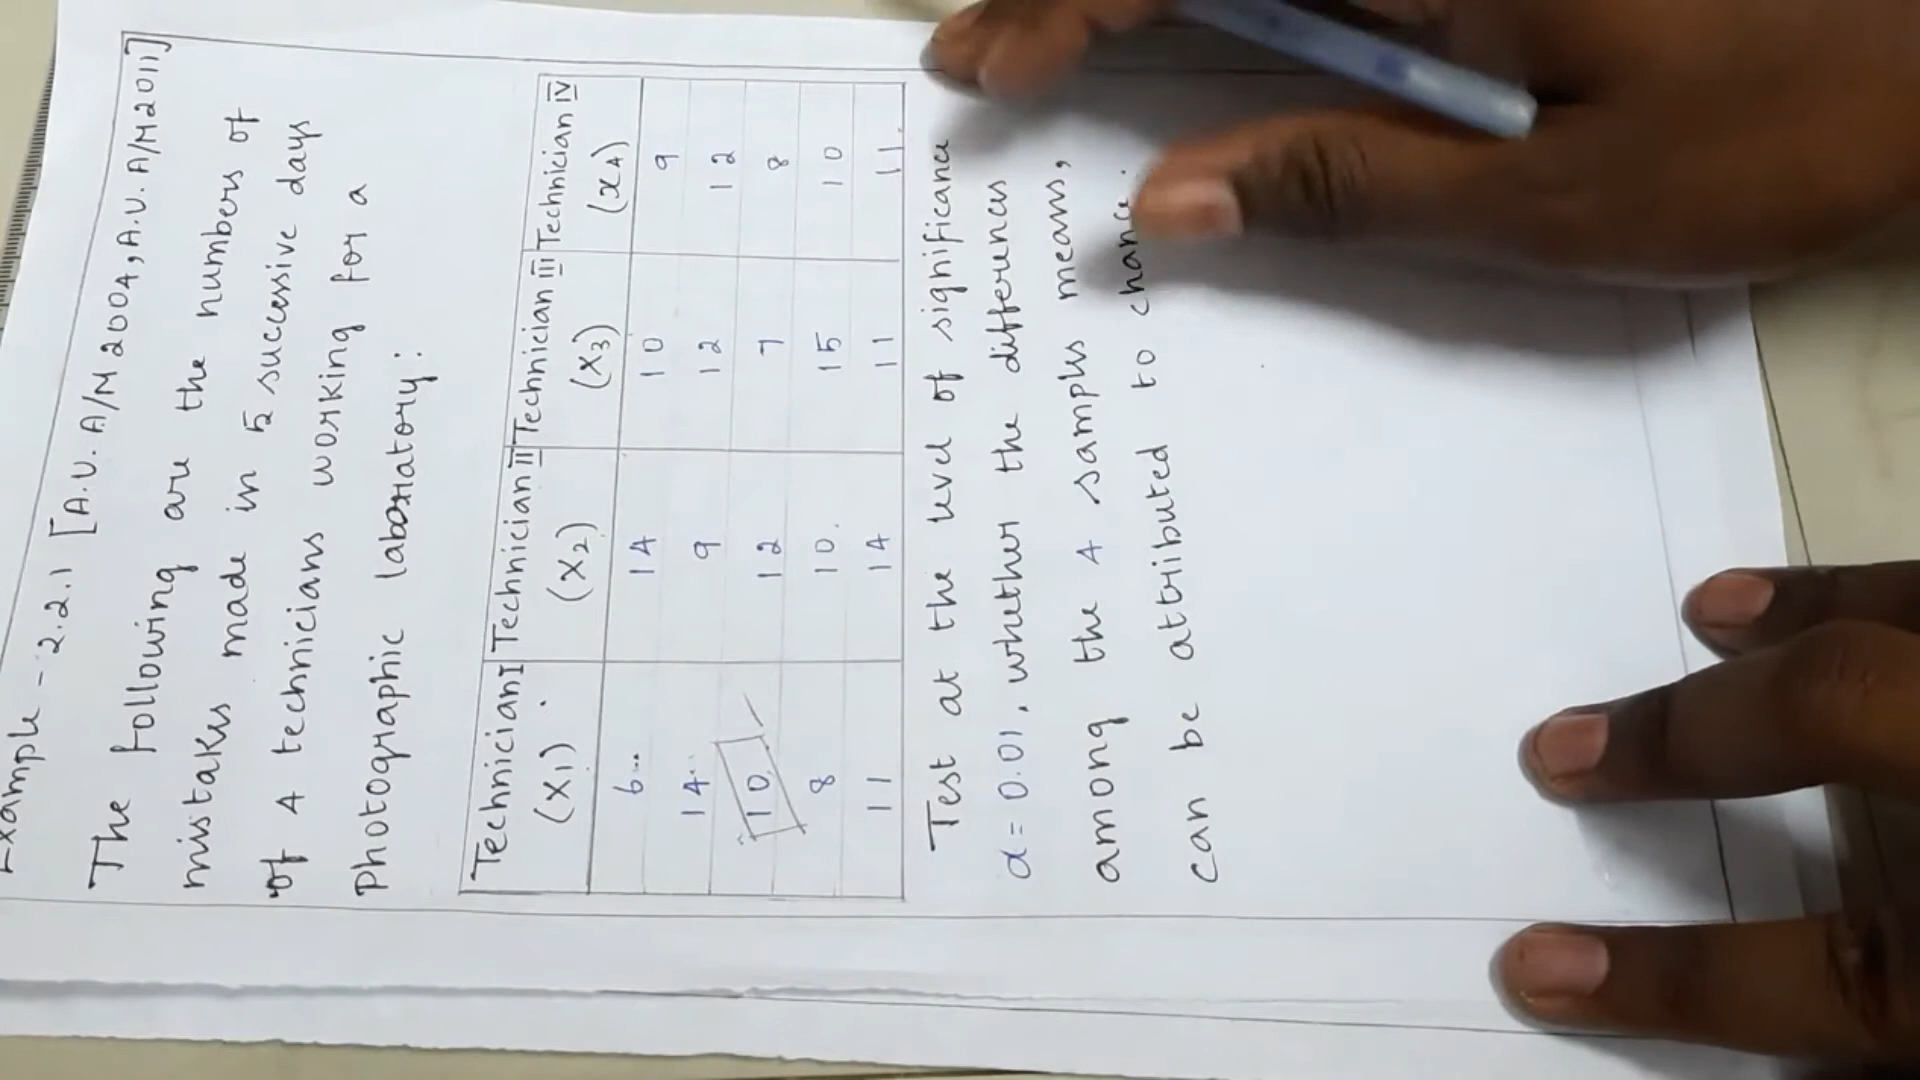 Example - 2.2.1 [A.U. A/M 2004, A.U. A/M 2011]
The following are the numbers of
mistakes made in 5 successive days
of 4 technicians working for a
photographic laboratory:
Technician I Technician II Technician III Technician IV
(X1) (X2) (X3) (X4)
6 14 10 9
14 9 12 12
10 12 7 8
8 10 15 10
11 14 11 11
Test at the level of significance
α = 0.01, whether the differences
among the 4 samples means,
can be attributed to chance.